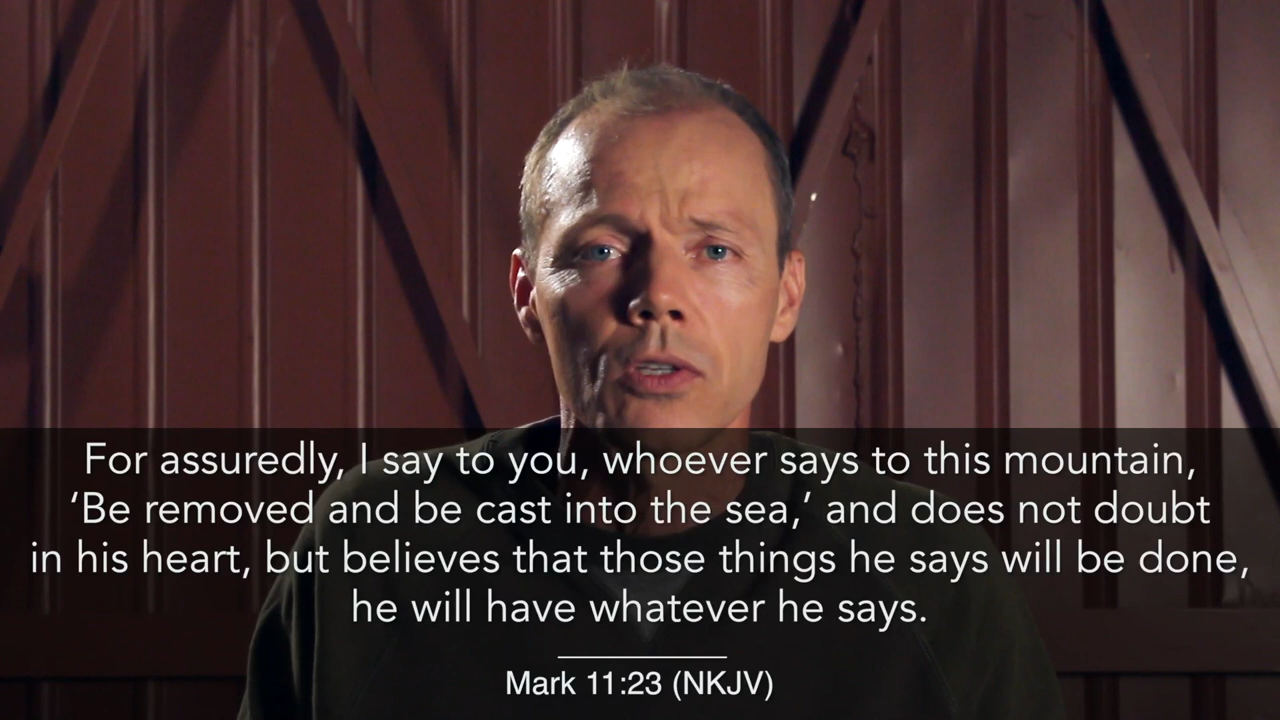 For assuredly, I say to you, whoever says to this mountain,
‘Be removed and be cast into the sea,’ and does not doubt
in his heart, but believes that those things he says will be done,
he will have whatever he says.
Mark 11:23 (NKJV)